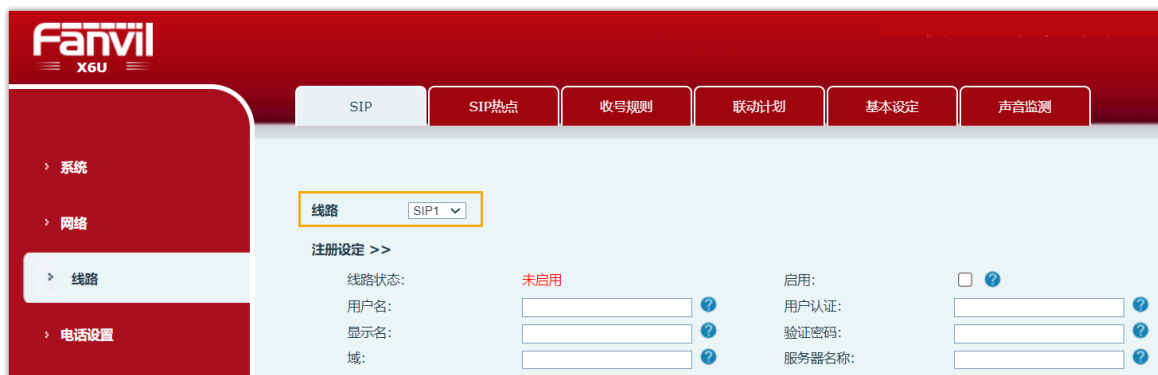 Fanvil
X6U
SIP SIP热点 收号规则 联动计划 基本设定 声音监测
系统
网络
线路
电话设置
线路 SIP1
注册设定 >>
线路状态: 未启用 启用:
用户名: 用户认证:
显示名: 验证密码:
域: 服务器名称: